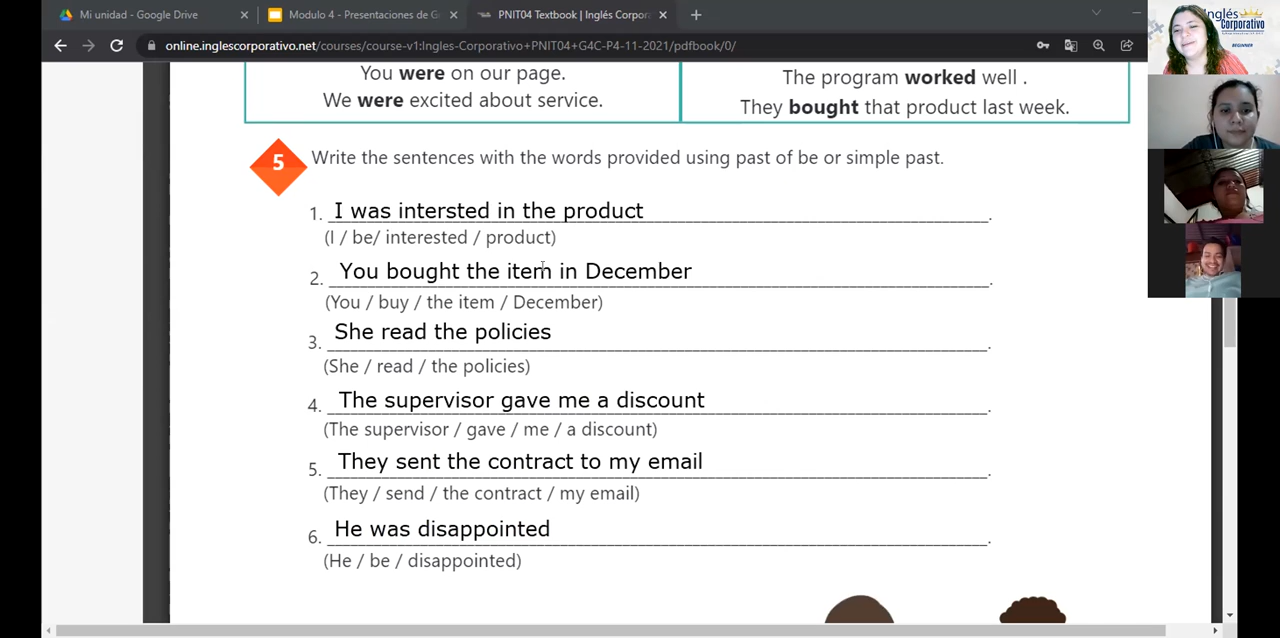 Mi unidad - Google Drive
Modulo 4 - Presentaciones de G
PNIT04 Textbook | Inglés Corpor
online.inglescorporativo.net/courses/course-v1:Ingles-Corporativo+PNIT04+G4C-P4-11-2021/pdfbook/0/
Inglés
Corporativo
BEGINNER
You were on our page.
We were excited about service.
The program worked well .
They bought that product last week.
5
Write the sentences with the words provided using past of be or simple past.
1. I was intersted in the product.
(I / be/ interested / product)
2. You bought the item in December.
(You / buy / the item / December)
3. She read the policies.
(She / read / the policies)
4. The supervisor gave me a discount.
(The supervisor / gave / me / a discount)
5. They sent the contract to my email.
(They / send / the contract / my email)
6. He was disappointed.
(He / be / disappointed)